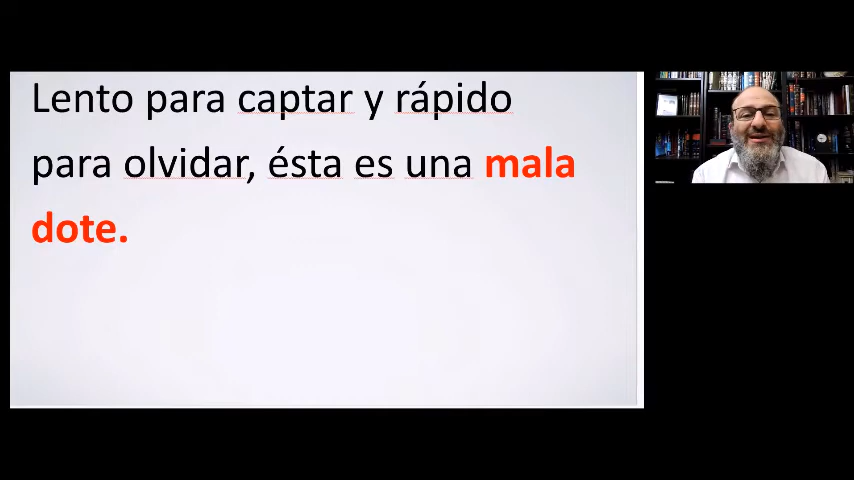 Lento para captar y rápido
para olvidar, ésta es una mala
dote.